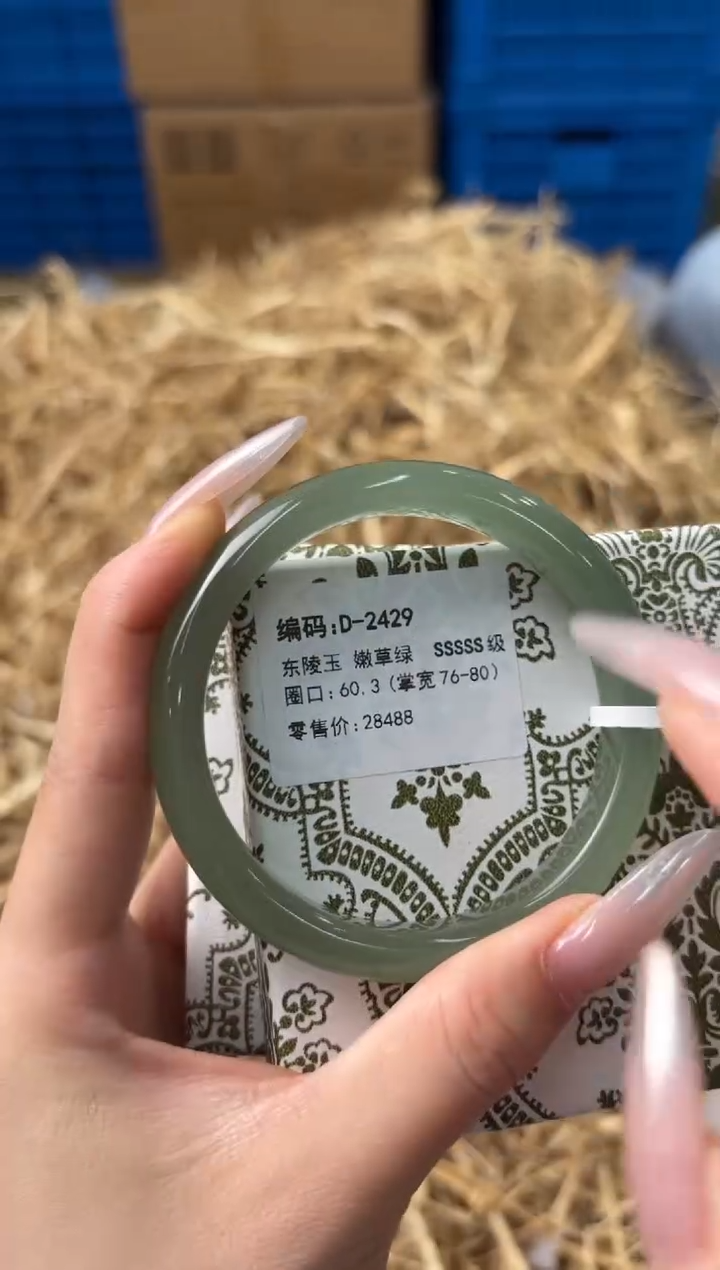 编码:D-2429
东陵玉 嫩草绿 SSSSS级
圈口:60.3(掌宽76-80)
零售价:28488